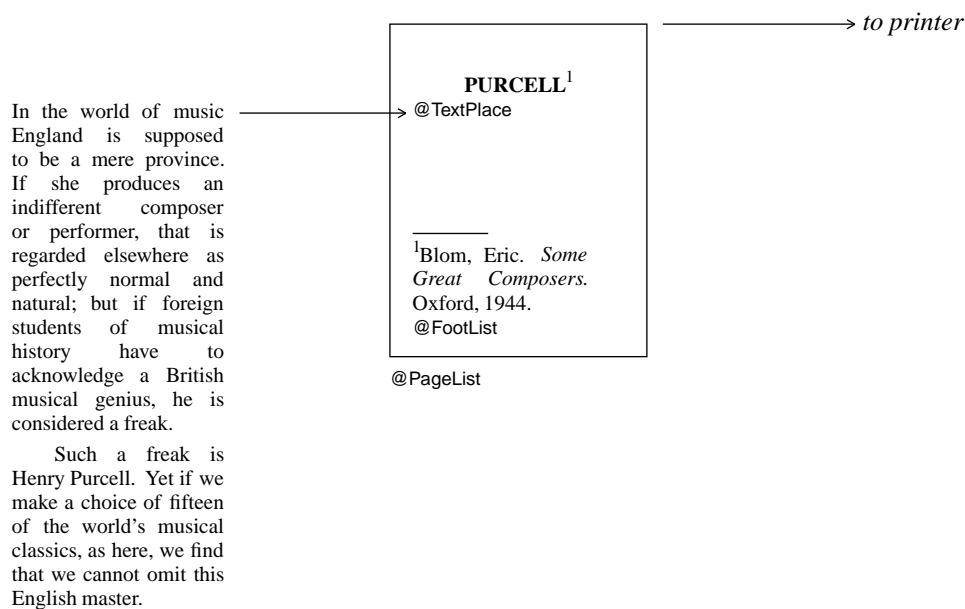 to printer
PURCELL1
@TextPlace
In the world of music
England is supposed
to be a mere province.
If she produces an
indifferent composer
or performer, that is
regarded elsewhere as
perfectly normal and
natural; but if foreign
students of musical
history have to
acknowledge a British
musical genius, he is
considered a freak.
Such a freak is
Henry Purcell. Yet if we
make a choice of fifteen
of the world's musical
classics, as here, we find
that we cannot omit this
English master.
1Blom, Eric. Some
Great Composers.
Oxford, 1944.
@FootList
@PageList